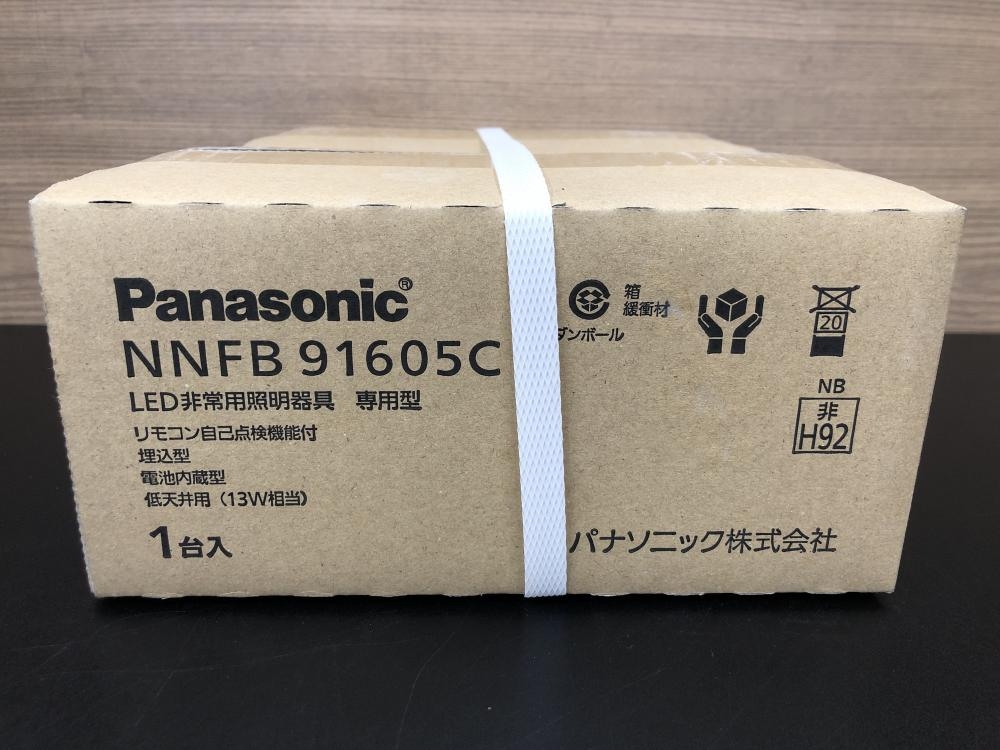 Panasonic®
NNFB 91605C
LED非常用照明器具 専用型
リモコン自己点検機能付
埋込型
電池内蔵型
低天井用（13W相当）
1台入
箱
緩衝材
ダンボール
20
NB
非
H92
パナソニック株式会社